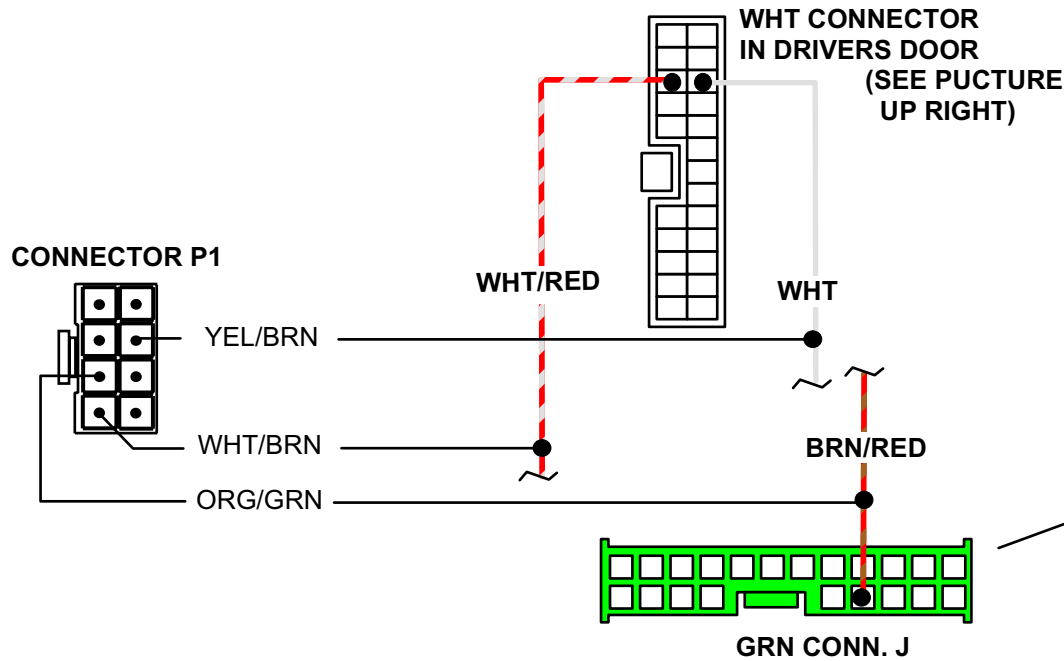 WHT CONNECTOR
IN DRIVERS DOOR
(SEE PUCTURE
UP RIGHT)
CONNECTOR P1
WHT/RED
WHT
YEL/BRN
WHT/BRN
BRN/RED
ORG/GRN
GRN CONN. J